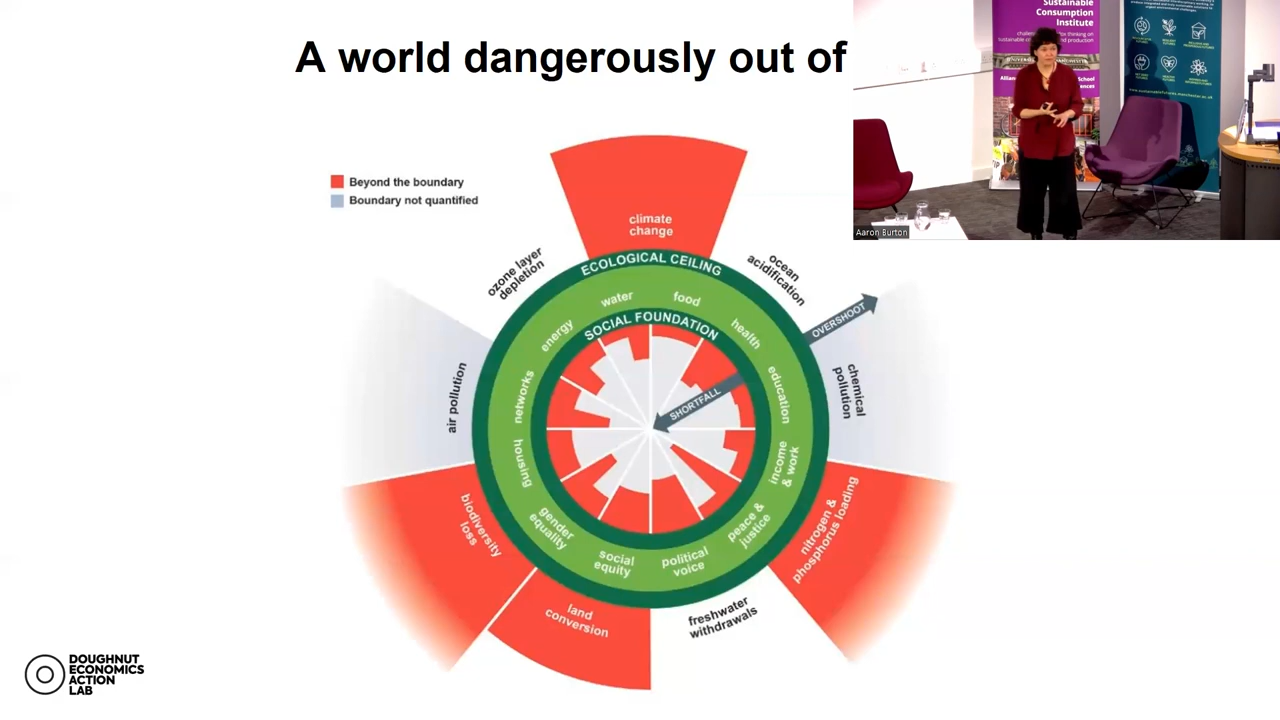 A world dangerously out of
Beyond the boundary
Boundary not quantified
climate
change
ozone layer
depletion
ocean
acidification
ECOLOGICAL CEILING
water
food
energy
health
SOCIAL FOUNDATION
OVERSHOOT
SHORTFALL
networks
education
air pollution
chemical
pollution
housing
income
& work
gender
equality
peace &
justice
social
equity
political
voice
biodiversity
loss
nitrogen &
phosphorus loading
land
conversion
freshwater
withdrawals
DOUGHNUT
ECONOMICS
ACTION
LAB
Sustainable
Consumption
Institute
Aaron Burton